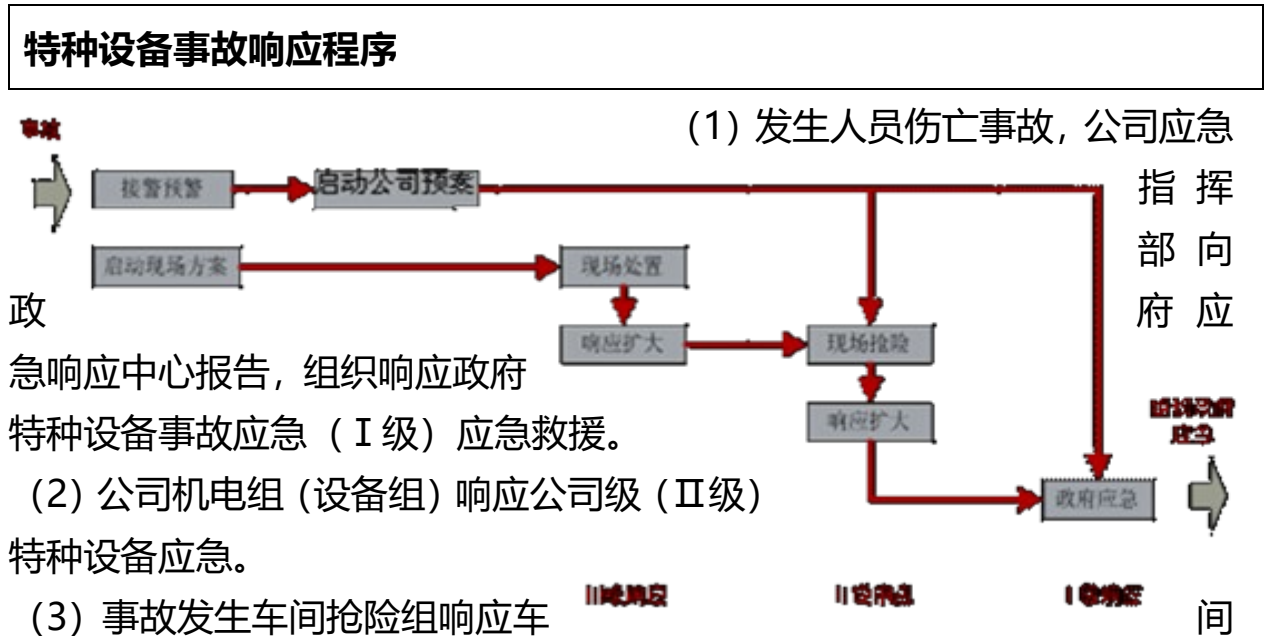 特种设备事故响应程序
事故
（1）发生人员伤亡事故，公司应急
接警预警
启动公司预案
指 挥
启动现场方案
现场处置
部 向
政
府 应
响应扩大
现场抢险
急响应中心报告，组织响应政府
响应扩大
特种设备事故应急（Ⅰ级）应急救援。
应急
（2）公司机电组（设备组）响应公司级（Ⅱ级）
政府应急
特种设备应急。
（3）事故发生车间抢险组响应车
间